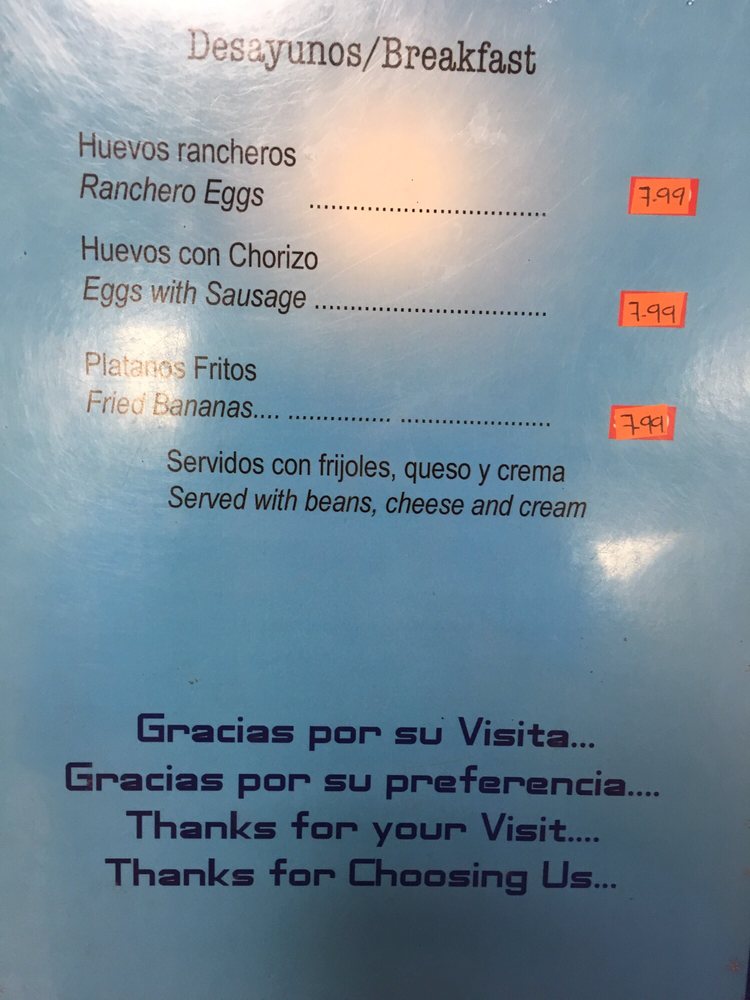 Desayunos/Breakfast
Huevos rancheros
Ranchero Eggs ................................. 7.99
Huevos con Chorizo
Eggs with Sausage ................................. 7.99
Platanos Fritos
Fried Bananas.... ............... ...................... 7.99
Servidos con frijoles, queso y crema
Served with beans, cheese and cream
Gracias por su Visita...
Gracias por su preferencia....
Thanks for your Visit....
Thanks for Choosing Us...